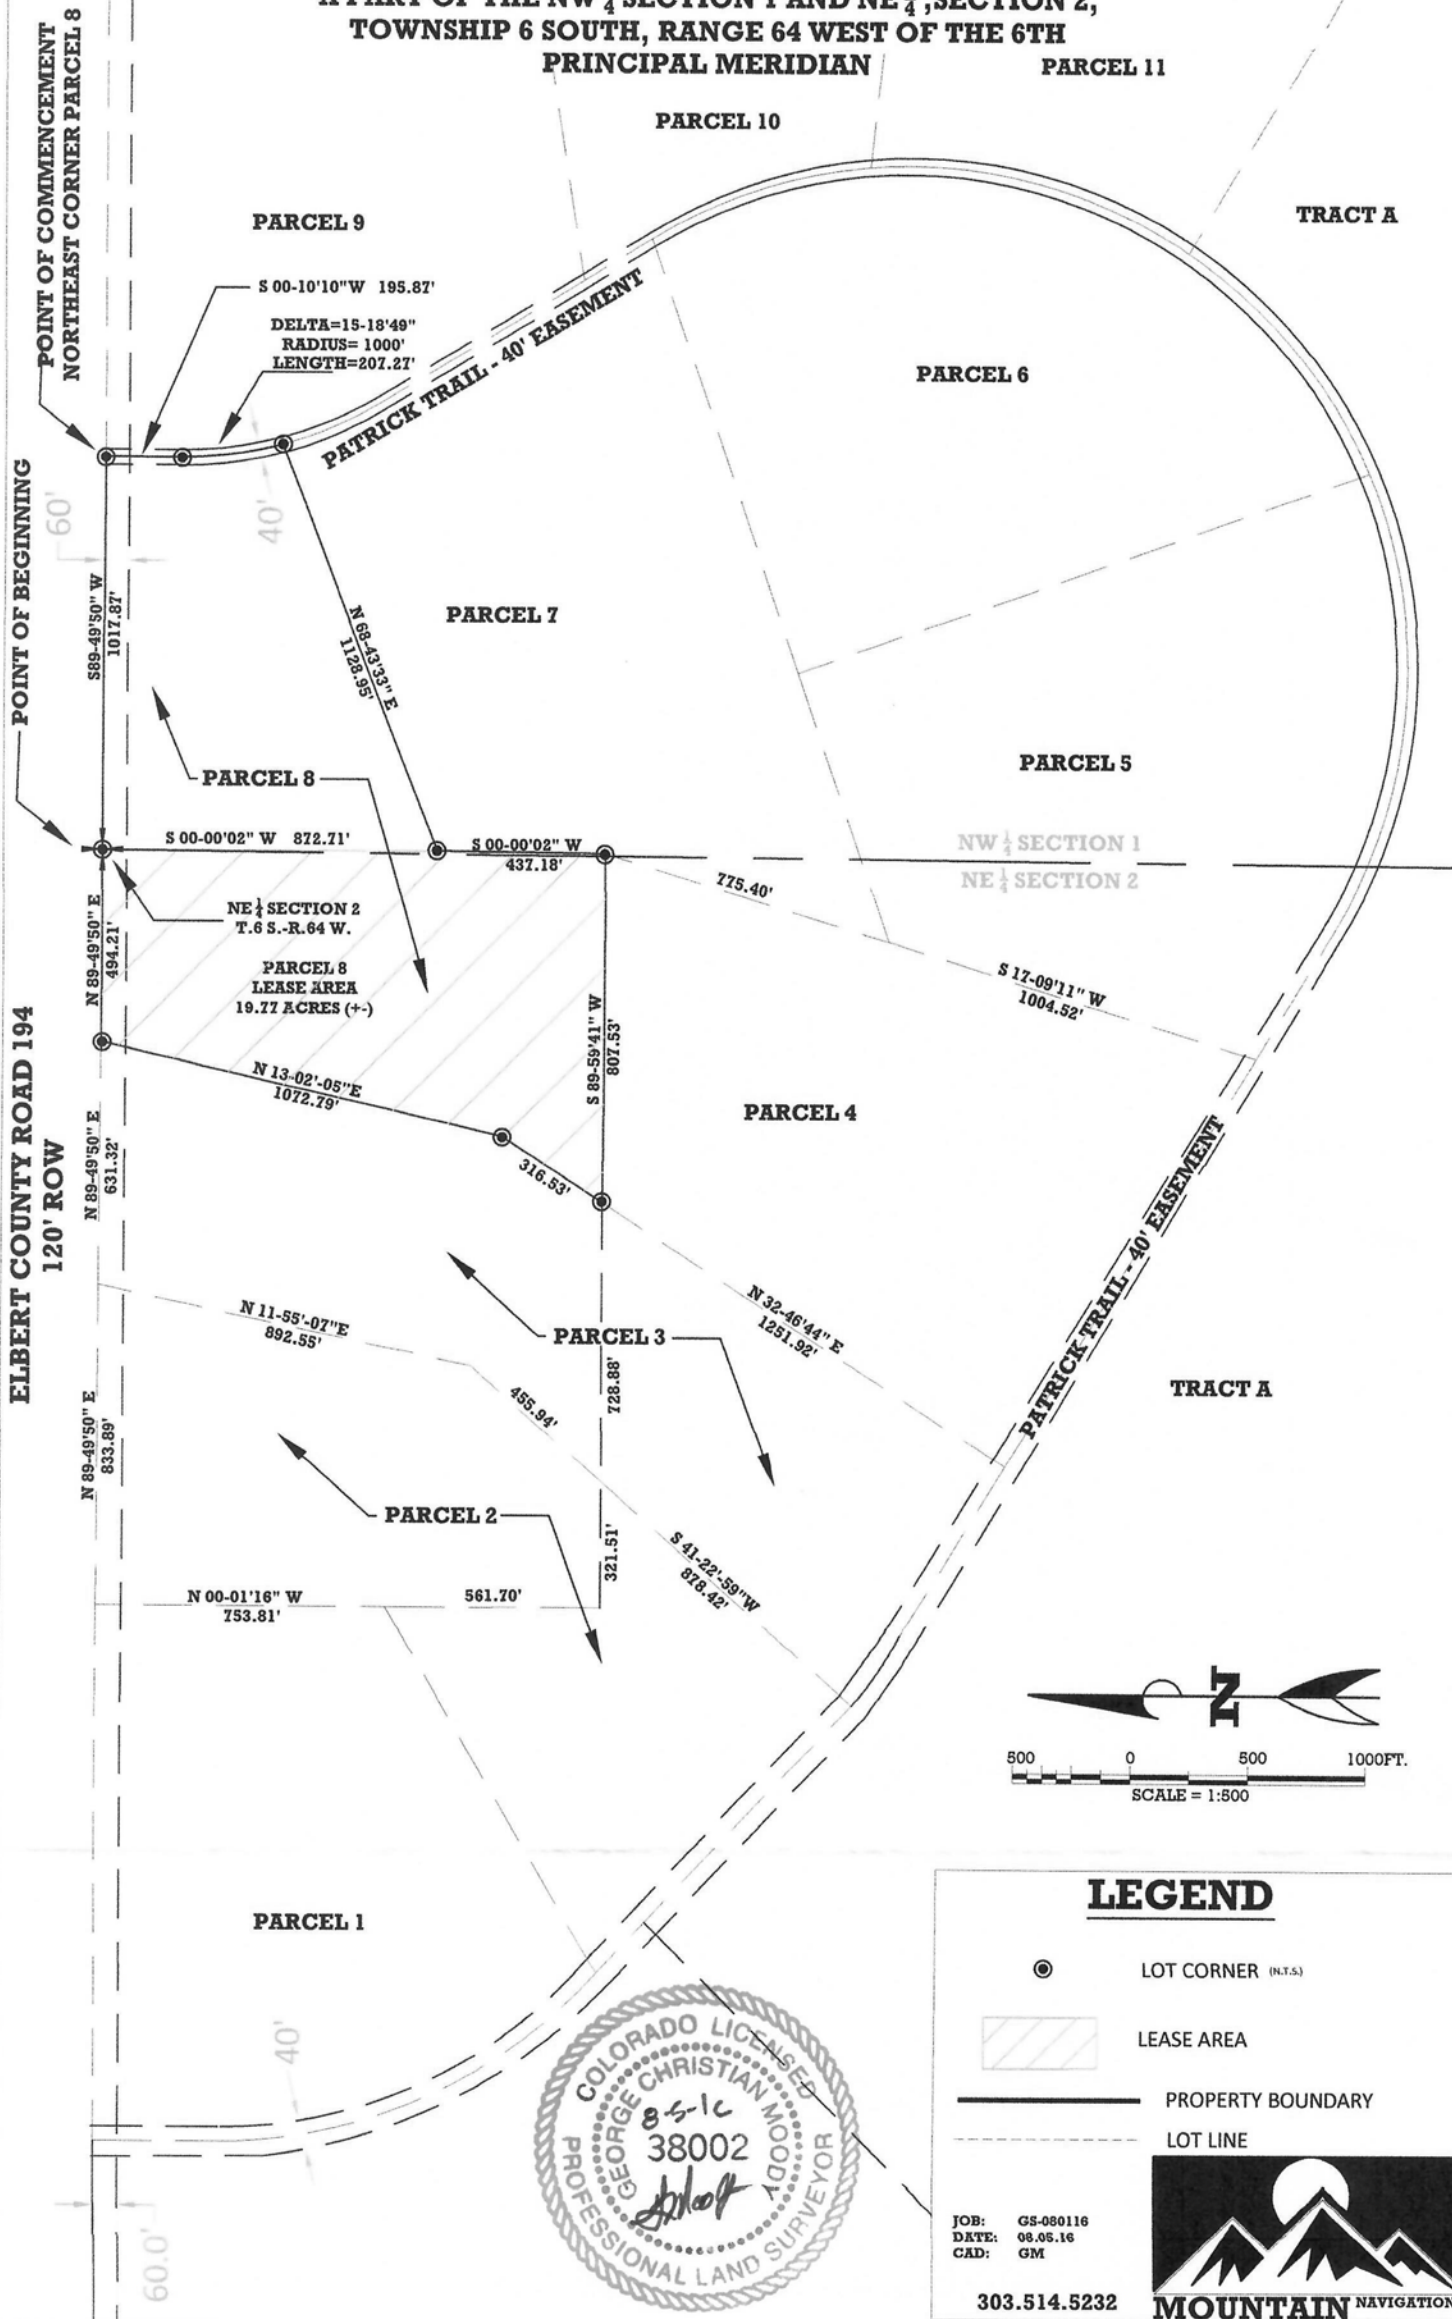 A PART OF THE NW 1/4 SECTION 1 AND NE 1/4, SECTION 2,
TOWNSHIP 6 SOUTH, RANGE 64 WEST OF THE 6TH
PRINCIPAL MERIDIAN
PARCEL 11
PARCEL 10
POINT OF COMMENCEMENT
NORTHEAST CORNER PARCEL 8
PARCEL 9
TRACT A
S 00-10'10"W 195.87'
DELTA=15-18'49"
RADIUS= 1000'
LENGTH=207.27'
PATRICK TRAIL - 40' EASEMENT
PARCEL 6
POINT OF BEGINNING
60'
40'
S89-49'50" W
1017.87'
N 68-43'33" E
1128.95'
PARCEL 7
PARCEL 8
PARCEL 5
S 00-00'02" W 872.71'
S 00-00'02" W
437.18'
NW 1/4 SECTION 1
NE 1/4 SECTION 2
775.40'
NE 1/4 SECTION 2
T.6 S.-R.64 W.
N 89-49'50" E
494.21'
PARCEL 8
LEASE AREA
19.77 ACRES (+-)
S 17-09'11" W
1004.52'
S 89-59'41" W
807.53'
N 13-02'-05"E
1072.79'
PARCEL 4
ELBERT COUNTY ROAD 194
120' ROW
N 89-49'50" E
631.32'
316.53'
PATRICK TRAIL - 40' EASEMENT
N 11-55'-07"E
892.55'
PARCEL 3
N 32-46'44" E
1251.92'
728.88'
TRACT A
455.94'
N 89-49'50" E
833.89'
PARCEL 2
321.51'
S 41-22'-59"W
878.42'
N 00-01'16" W
753.81'
561.70'
N
500 0 500 1000FT.
SCALE = 1:500
PARCEL 1
40'
60.0'
COLORADO LICENSED
PROFESSIONAL LAND SURVEYOR
GEORGE CHRISTIAN MOODY
8-5-16
38002
LEGEND
LOT CORNER (N.T.S.)
LEASE AREA
PROPERTY BOUNDARY
LOT LINE
JOB: GS-080116
DATE: 08.05.16
CAD: GM
303.514.5232
MOUNTAIN NAVIGATION